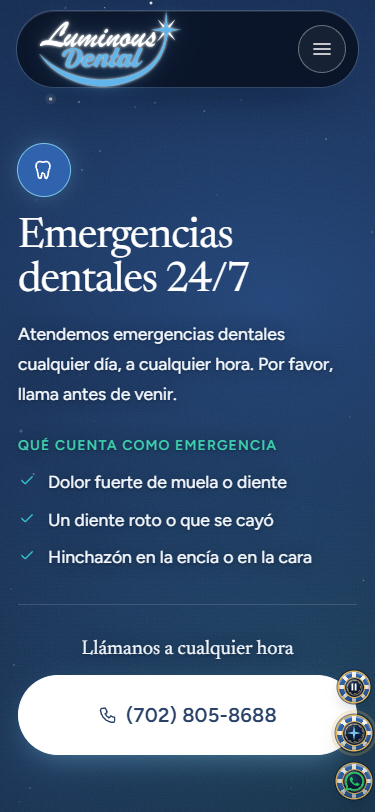 Luminous
Dental
Emergencias
dentales 24/7
Atendemos emergencias dentales
cualquier día, a cualquier hora. Por favor,
llama antes de venir.
QUÉ CUENTA COMO EMERGENCIA
Dolor fuerte de muela o diente
Un diente roto o que se cayó
Hinchazón en la encía o en la cara
Llámanos a cualquier hora
(702) 805-8688